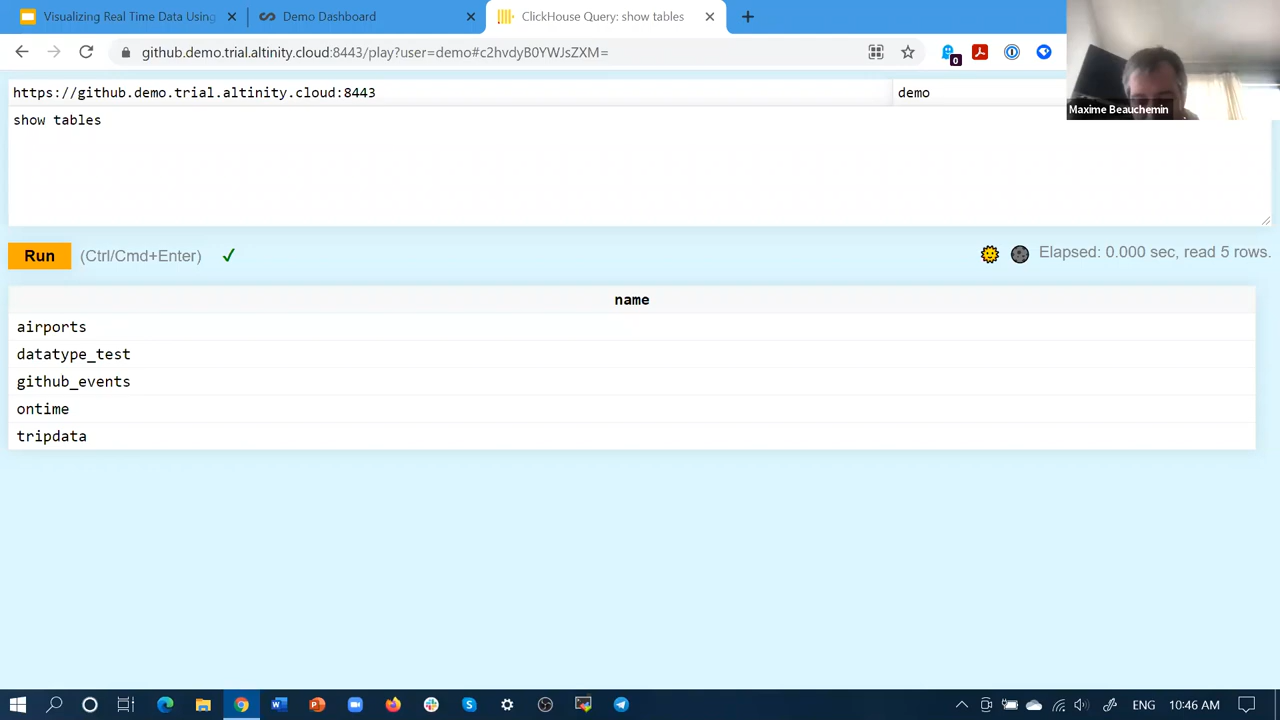 Visualizing Real Time Data Using
Demo Dashboard
ClickHouse Query: show tables
github.demo.trial.altinity.cloud:8443/play?user=demo#c2hvdyB0YWJsZXM=
0
Maxime Beauchemin
https://github.demo.trial.altinity.cloud:8443
demo
show tables
Run
(Ctrl/Cmd+Enter)
✓
Elapsed: 0.000 sec, read 5 rows.
name
airports
datatype_test
github_events
ontime
tripdata
ENG
10:46 AM